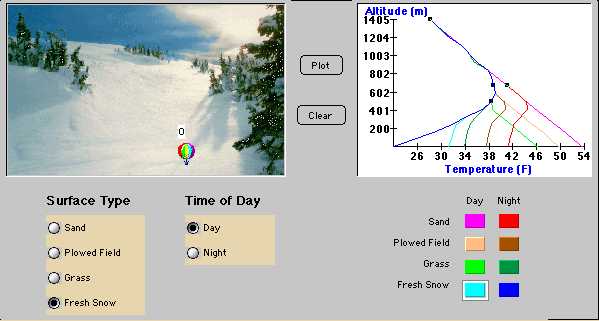 0
Plot
Clear
Altitude (m)
1405
1204
1003
802
602
401
200
26 30 34 38 42 46 50 54
Temperature (F)
Surface Type
Sand
Plowed Field
Grass
Fresh Snow
Time of Day
Day
Night
Day Night
Sand
Plowed Field
Grass
Fresh Snow